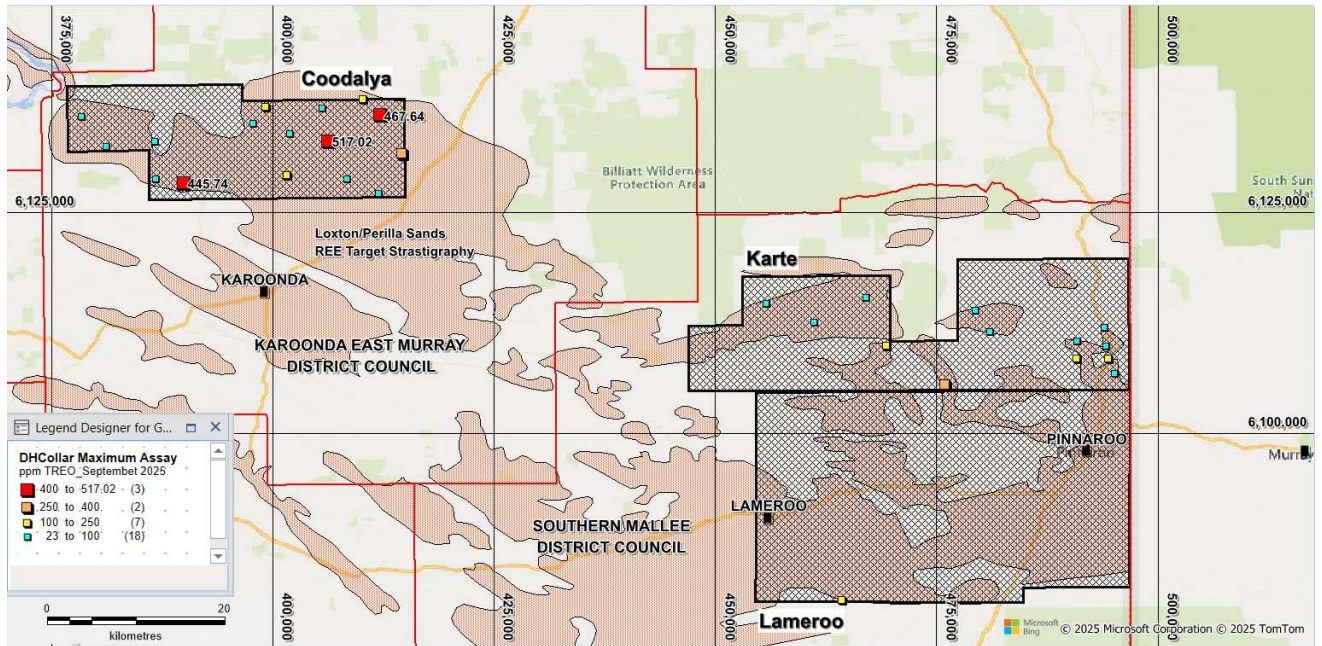 375,000
400,000
425,000
450,000
475,000
500,000
Coodalya
467.64
517.02
445.74
Billiatt Wilderness
Protection Area
South Sun
Nat
6,125,000
6,125,000
Loxton/Perilla Sands
REE Target Strastigraphy
Karte
KAROONDA
KAROONDA EAST MURRAY
DISTRICT COUNCIL
Legend Designer for G...
DHCollar Maximum Assay
ppm TREO_Septembet 2025
400 to 517.02 (3)
250 to 400 (2)
100 to 250 (7)
23 to 100 (18)
6,100,000
PINNAROO
Pinnaroo
Murray
LAMEROO
SOUTHERN MALLEE
DISTRICT COUNCIL
0 20
kilometres
400,000
425,000
450,000
475,000
500,000
Lameroo
Microsoft
Bing
© 2025 Microsoft Corporation © 2025 TomTom